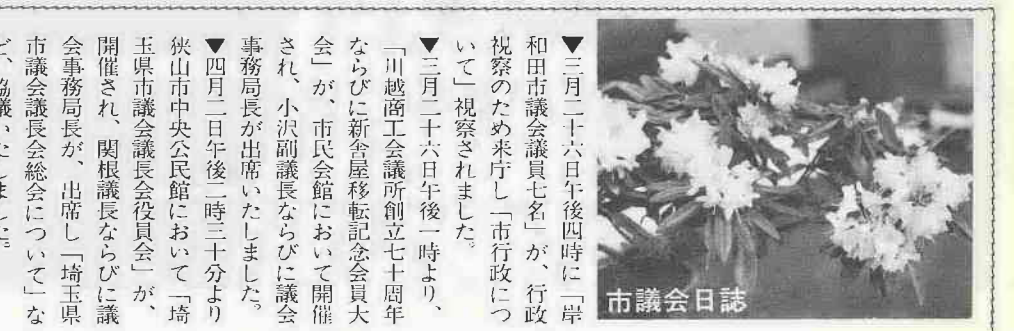 市議会日誌
▼三月二十六日午後四時に「岸
和田市議会議員七名」が、行政
視察のため来庁し「市行政につ
いて」視察されました。
▼三月二十六日午後一時より、
「川越商工会議所創立七十周年
ならびに新舎屋移転記念会員大
会」が、市民会館において開催
され、小沢副議長ならびに議会
事務局長が出席いたしました。
▼四月二日午後二時三十分より
狭山市中央公民館において「埼
玉県市議会議長会役員会」が、
開催され、関根議長ならびに議
会事務局長が、出席し「埼玉県
市議会議長会総会について」な
ど、協議いたしました。